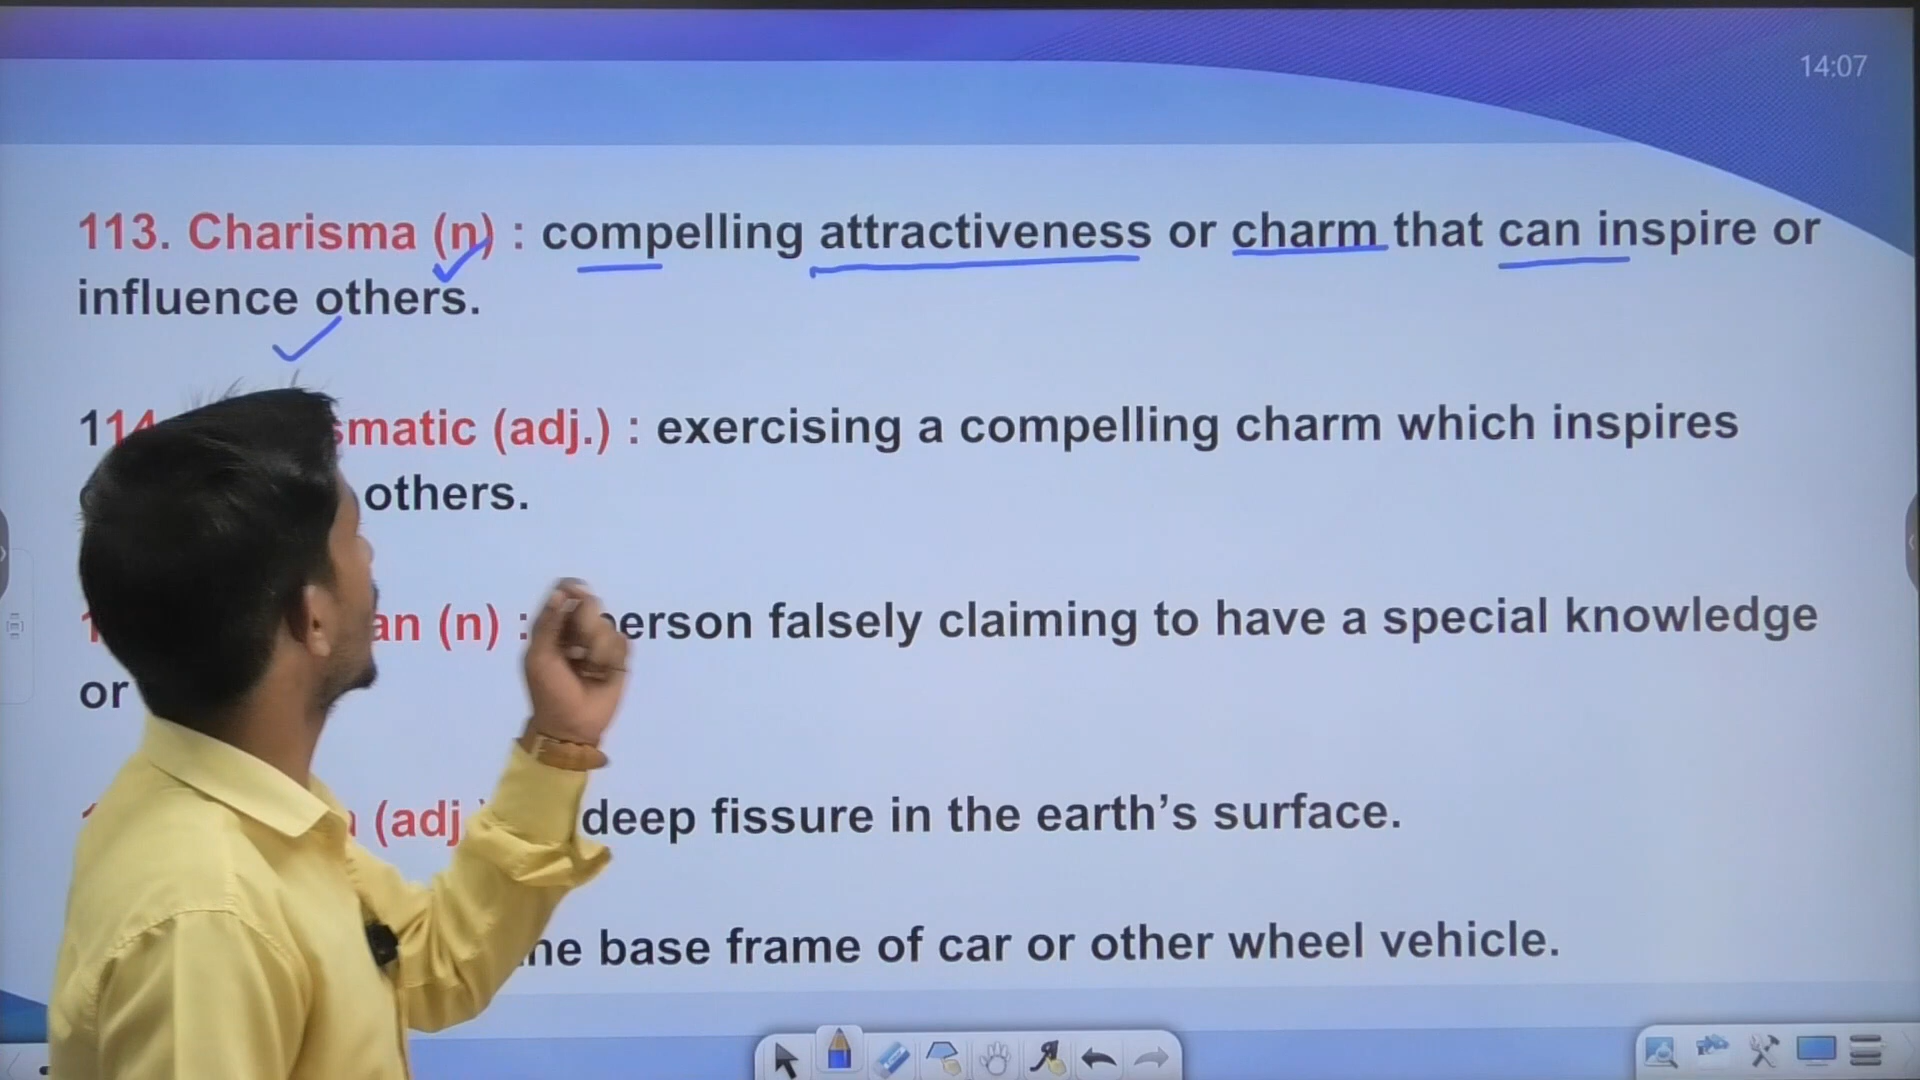 14:07
113. Charisma (n) : compelling attractiveness or charm that can inspire or
influence others.
114 smatic (adj.) : exercising a compelling charm which inspires
others.
an (n) : person falsely claiming to have a special knowledge
or
(adj deep fissure in the earth’s surface.
base frame of car or other wheel vehicle.